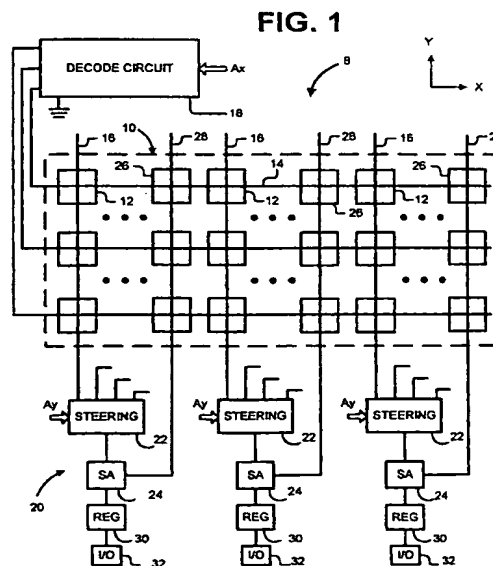 FIG. 1
DECODE CIRCUIT
Ax
8
Y
X
18
16 10 28 16 28 16
26 14 26
12 12 26 12
Ay STEERING Ay STEERING Ay STEERING
22 22 22
20 SA SA SA
24 24 24
REG REG REG
30 30 30
I/O I/O I/O
32 32 32